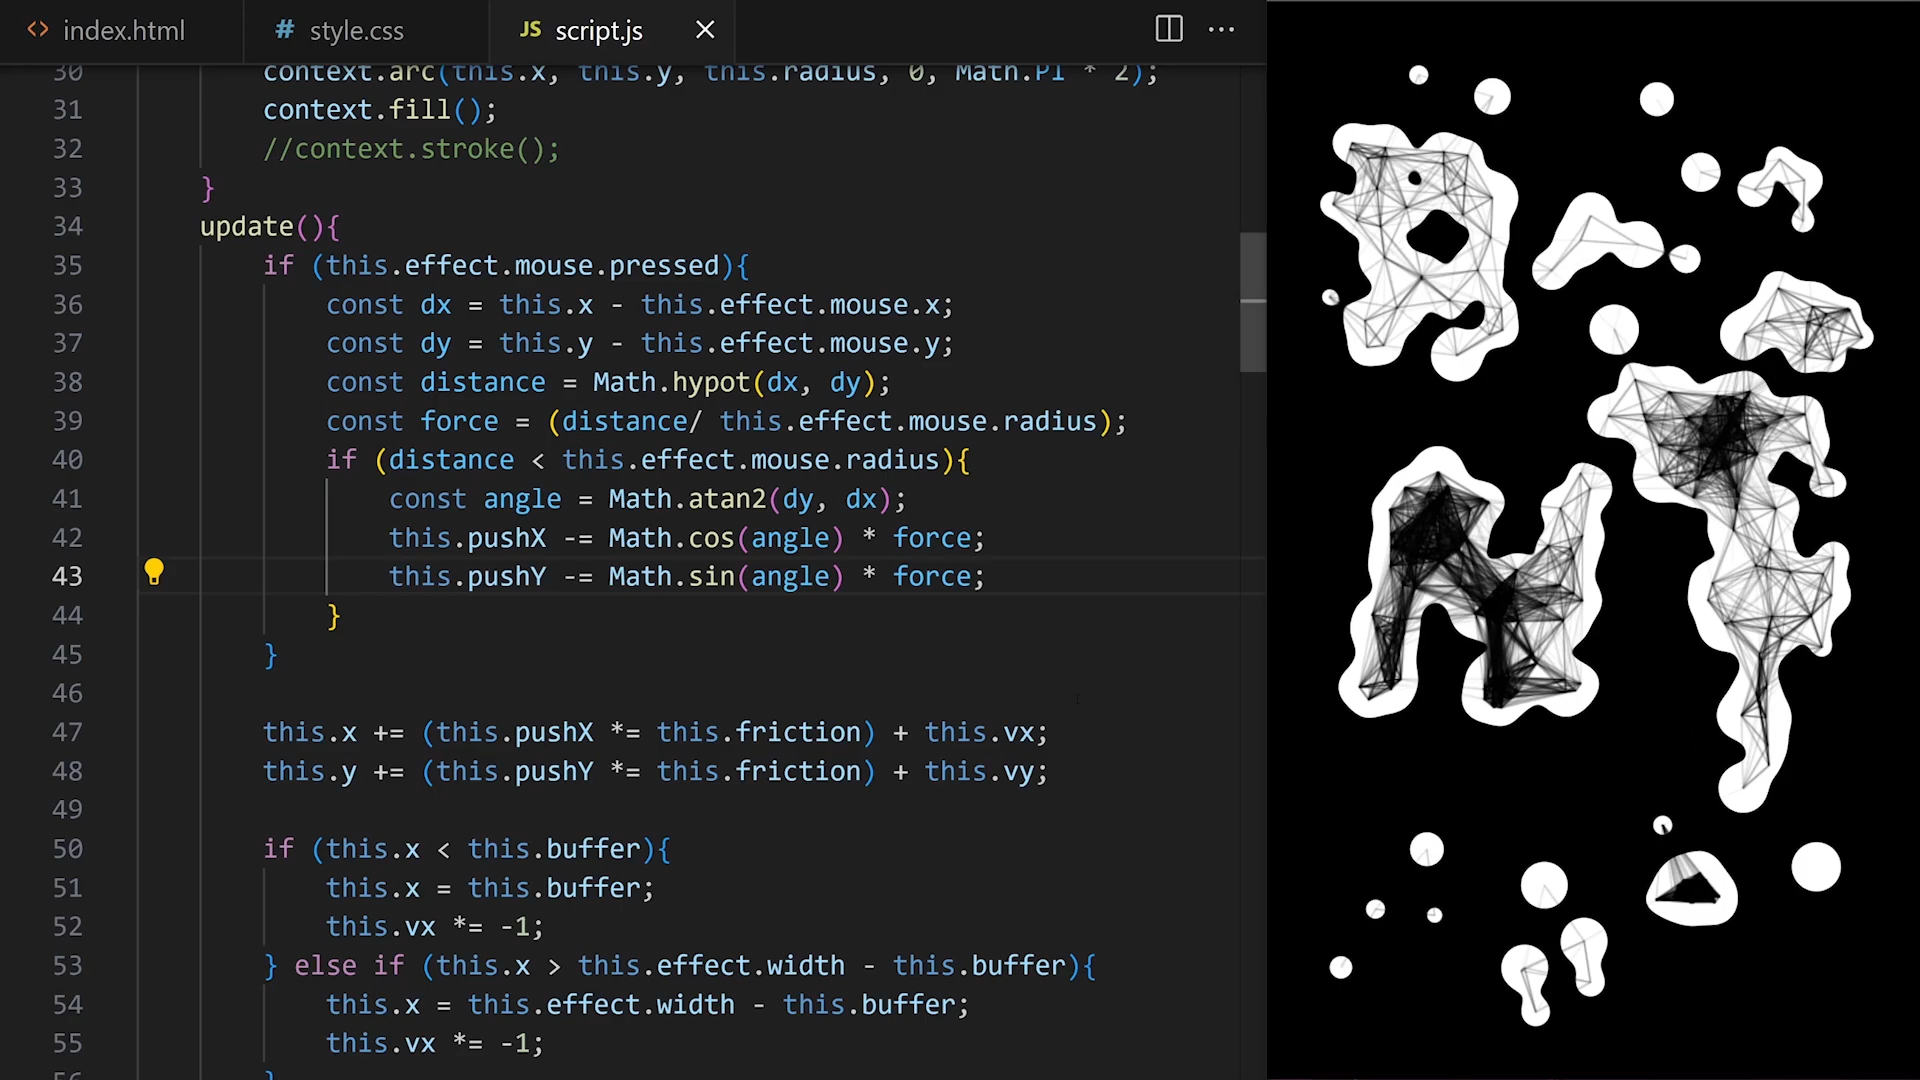 index.html
# style.css
JS script.js
30 context.arc(this.x, this.y, this.radius, 0, Math.PI * 2);
31 context.fill();
32 //context.stroke();
33 }
34 update(){
35 if (this.effect.mouse.pressed){
36 const dx = this.x - this.effect.mouse.x;
37 const dy = this.y - this.effect.mouse.y;
38 const distance = Math.hypot(dx, dy);
39 const force = (distance/ this.effect.mouse.radius);
40 if (distance < this.effect.mouse.radius){
41 const angle = Math.atan2(dy, dx);
42 this.pushX -= Math.cos(angle) * force;
43 this.pushY -= Math.sin(angle) * force;
44 }
45 }
46
47 this.x += (this.pushX *= this.friction) + this.vx;
48 this.y += (this.pushY *= this.friction) + this.vy;
49
50 if (this.x < this.buffer){
51 this.x = this.buffer;
52 this.vx *= -1;
53 } else if (this.x > this.effect.width - this.buffer){
54 this.x = this.effect.width - this.buffer;
55 this.vx *= -1;
56 }